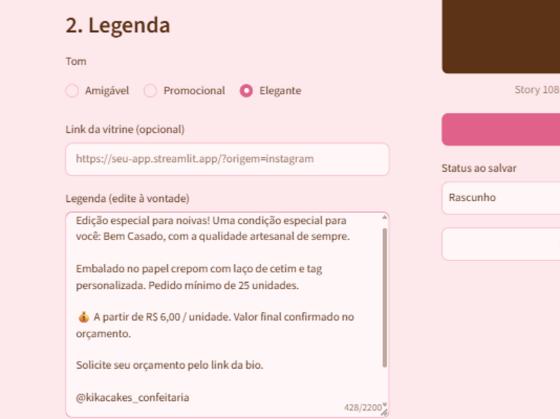 2. Legenda
Tom
Amigável
Promocional
Elegante
Link da vitrine (opcional)
https://seu-app.streamlit.app/?origem=instagram
Legenda (edite à vontade)
Edição especial para noivas! Uma condição especial para
você: Bem Casado, com a qualidade artesanal de sempre.
Embalado no papel crepom com laço de cetim e tag
personalizada. Pedido mínimo de 25 unidades.
💰 A partir de R$ 6,00 / unidade. Valor final confirmado no
orçamento.
Solicite seu orçamento pelo link da bio.
@kikacakes_confeitaria
428/2200
Story 108
Status ao salvar
Rascunho